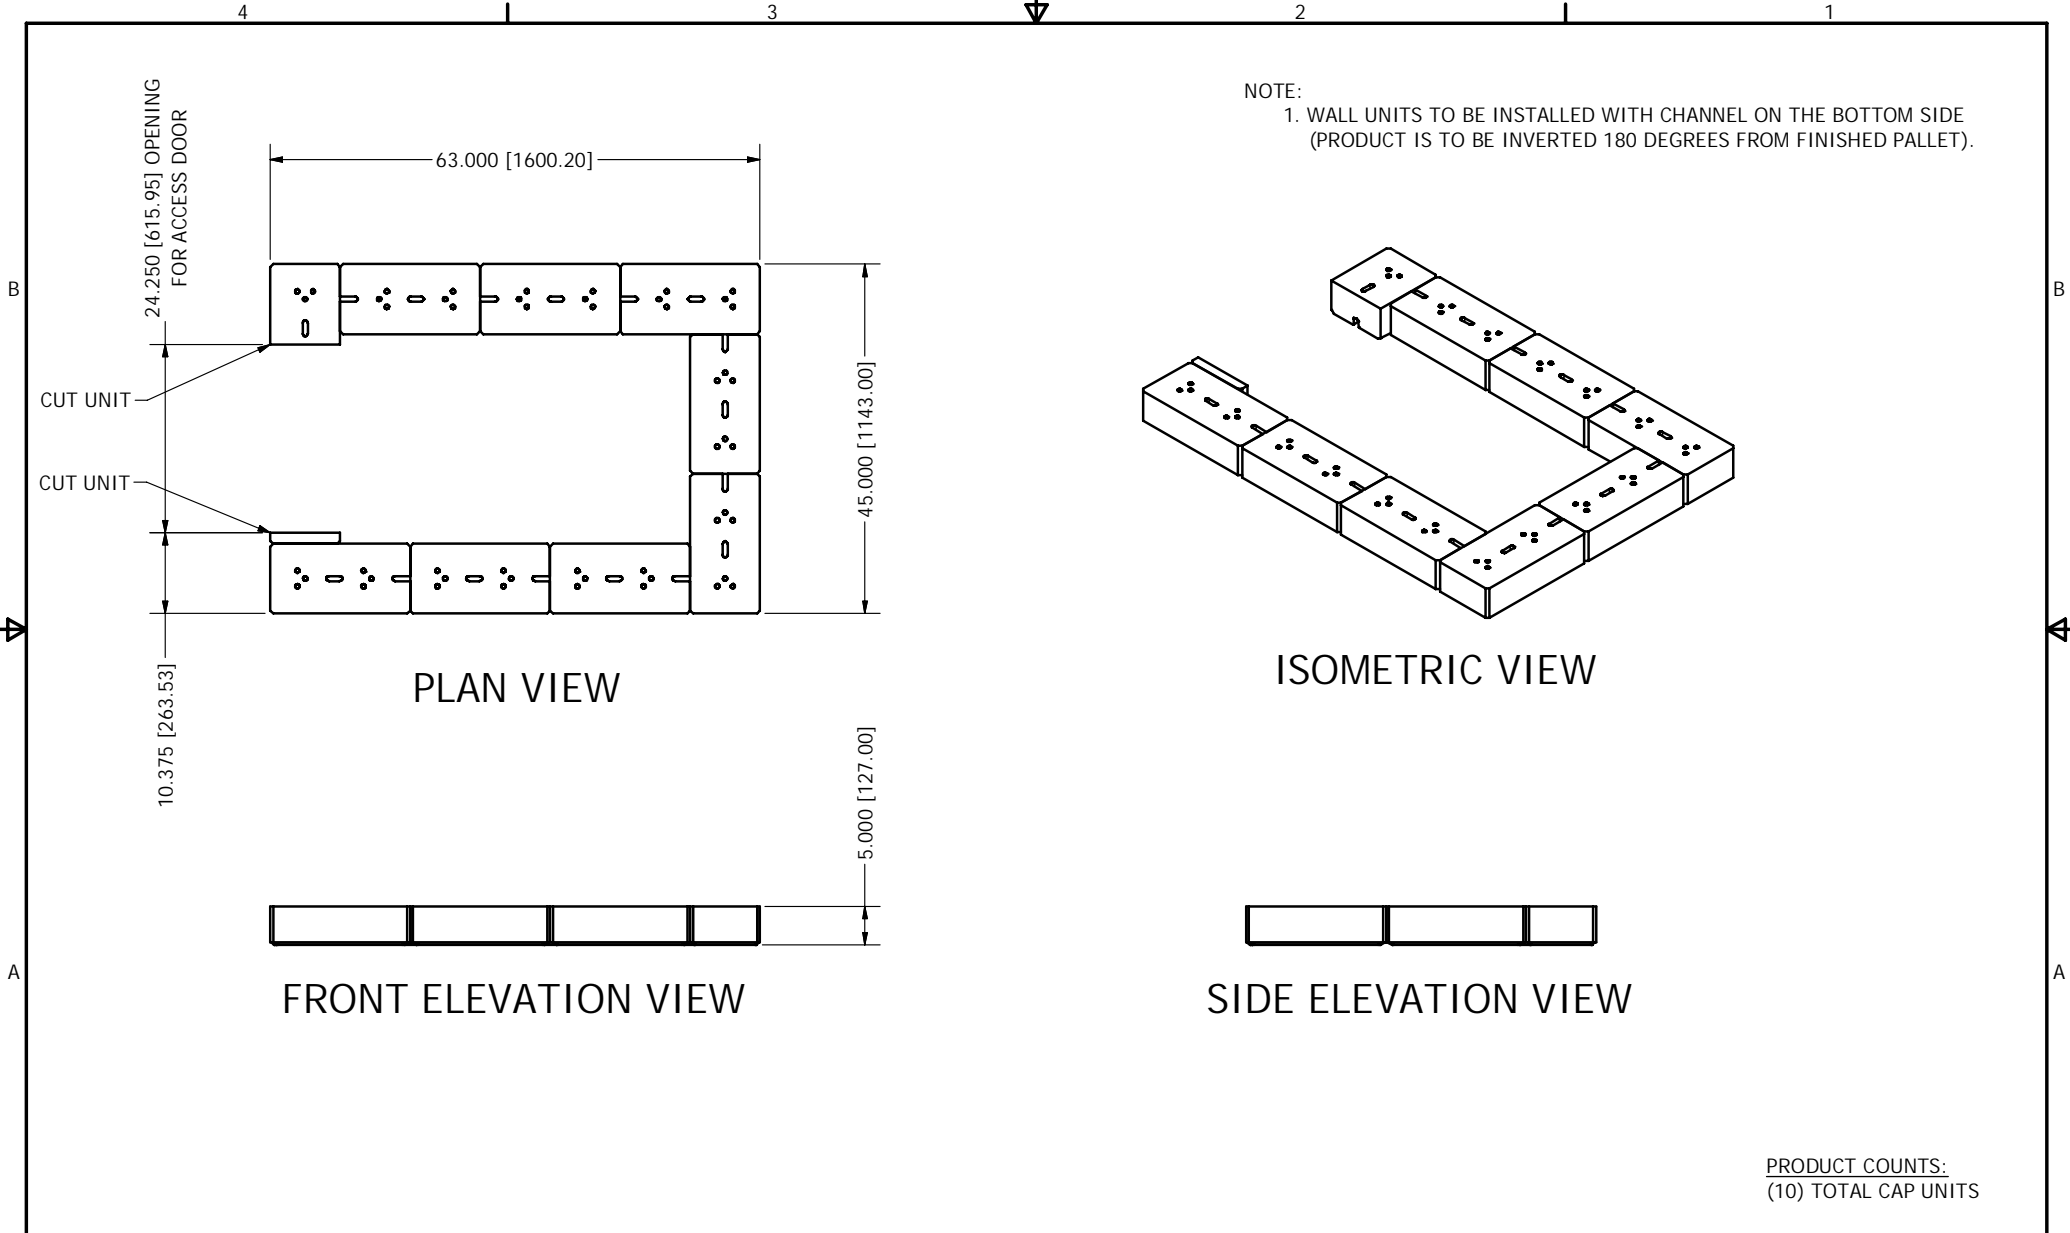 4
3
2
1
NOTE:
1. WALL UNITS TO BE INSTALLED WITH CHANNEL ON THE BOTTOM SIDE
(PRODUCT IS TO BE INVERTED 180 DEGREES FROM FINISHED PALLET).
24.250 [615.95] OPENING
FOR ACCESS DOOR
63.000 [1600.20]
B
B
CUT UNIT
CUT UNIT
45.000 [1143.00]
10.375 [263.53]
PLAN VIEW
ISOMETRIC VIEW
5.000 [127.00]
A
A
FRONT ELEVATION VIEW
SIDE ELEVATION VIEW
PRODUCT COUNTS:
(10) TOTAL CAP UNITS